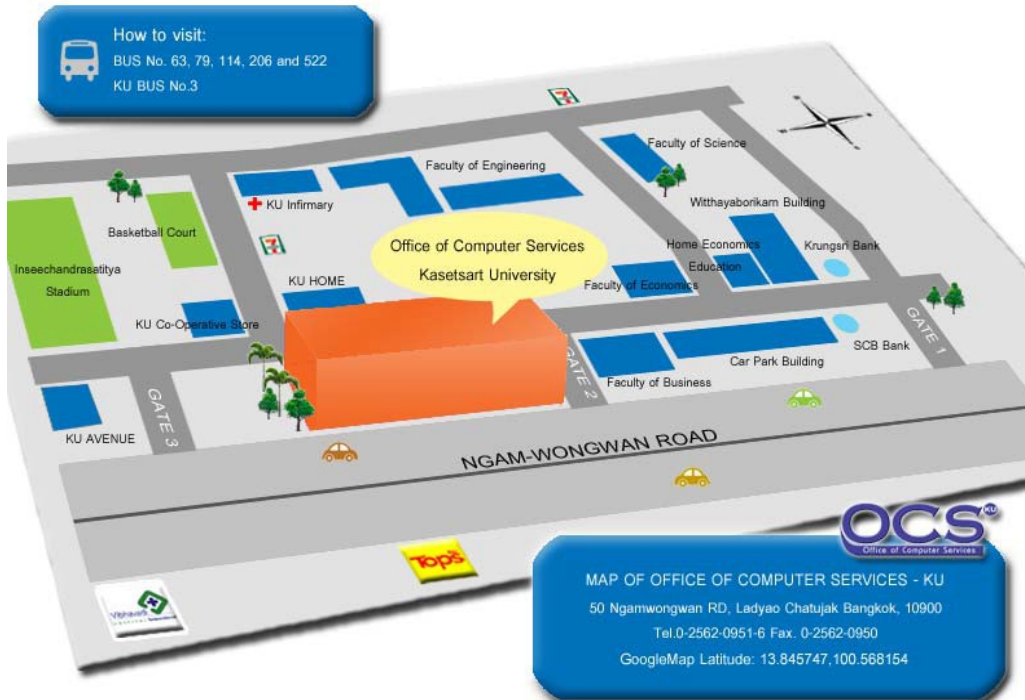 How to visit:
BUS No. 63, 79, 114, 206 and 522
KU BUS No.3
7
Faculty of Science
Faculty of Engineering
KU Infirmary
Witthayaborikam Building
Basketball Court
Office of Computer Services
Kasetsart University
7
Home Economics
Education
Krungsri Bank
Inseechandrasatitya
Stadium
KU HOME
Faculty of Economics
KU Co-Operative Store
GATE 1
SCB Bank
Car Park Building
GATE 2
Faculty of Business
GATE 3
KU AVENUE
NGAM-WONGWAN ROAD
Tops
Vibhavadi
OCS KU
Office of Computer Services
MAP OF OFFICE OF COMPUTER SERVICES - KU
50 Ngamwongwan RD, Ladyao Chatujak Bangkok, 10900
Tel.0-2562-0951-6 Fax. 0-2562-0950
GoogleMap Latitude: 13.845747,100.568154